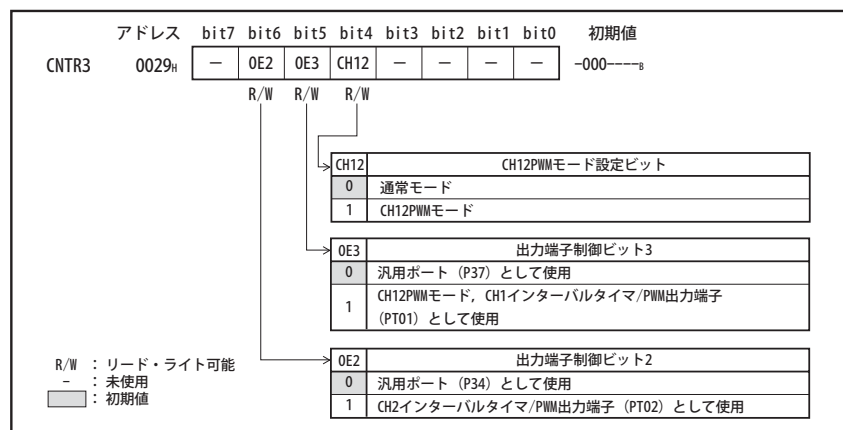 アドレス bit7 bit6 bit5 bit4 bit3 bit2 bit1 bit0 初期値
CNTR3 0029H － OE2 OE3 CH12 － － － － -000----B
R/W R/W R/W
CH12 CH12PWMモード設定ビット
0 通常モード
1 CH12PWMモード
OE3 出力端子制御ビット3
0 汎用ポート（P37）として使用
1 CH12PWMモード，CH1インターバルタイマ/PWM出力端子
（PTO1）として使用
OE2 出力端子制御ビット2
0 汎用ポート（P34）として使用
1 CH2インターバルタイマ/PWM出力端子（PTO2）として使用
R/W ：リード・ライト可能
－ ：未使用
：初期値